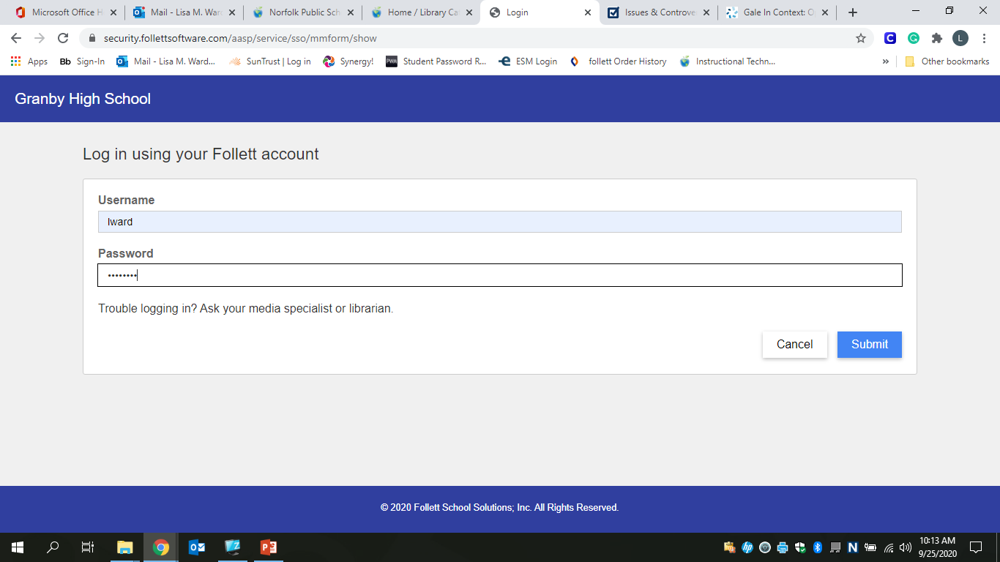 Microsoft Office H
Mail - Lisa M. Ward
Norfolk Public Sch
Home / Library Ca
Login
Issues & Controve
Gale In Context: O
security.follettsoftware.com/aasp/service/sso/mmform/show
C
G
L
Apps
Bb Sign-In
Mail - Lisa M. Ward...
SunTrust | Log in
Synergy!
PWM Student Password R...
ESM Login
follett Order History
Instructional Techn...
»
Other bookmarks
Granby High School
Log in using your Follett account
Username
lward
Password
••••••••
Trouble logging in? Ask your media specialist or librarian.
Cancel
Submit
© 2020 Follett School Solutions, Inc. All Rights Reserved.
10:13 AM
9/25/2020